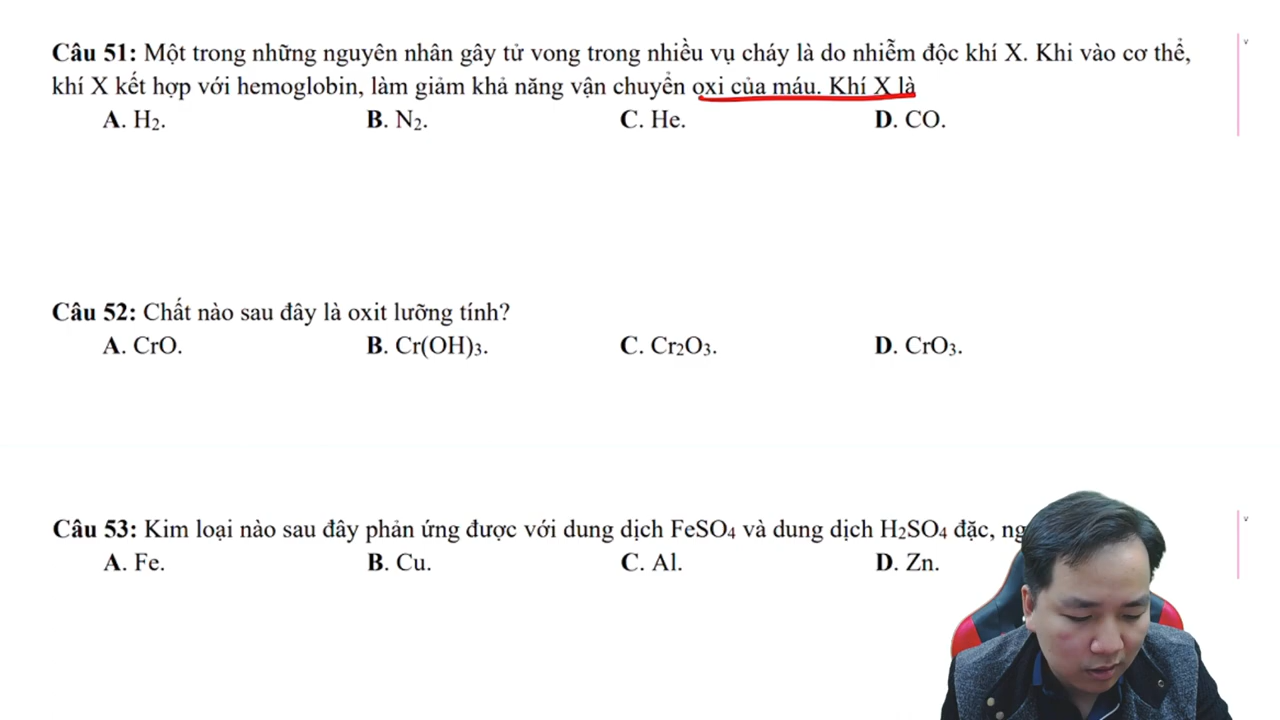 Câu 51: Một trong những nguyên nhân gây tử vong trong nhiều vụ cháy là do nhiễm độc khí X. Khi vào cơ thể,
khí X kết hợp với hemoglobin, làm giảm khả năng vận chuyển oxi của máu. Khí X là
A. H₂. B. N₂. C. He. D. CO.
Câu 52: Chất nào sau đây là oxit lưỡng tính?
A. CrO. B. Cr(OH)₃. C. Cr₂O₃. D. CrO₃.
Câu 53: Kim loại nào sau đây phản ứng được với dung dịch FeSO₄ và dung dịch H₂SO₄ đặc,
A. Fe. B. Cu. C. Al. D. Zn.